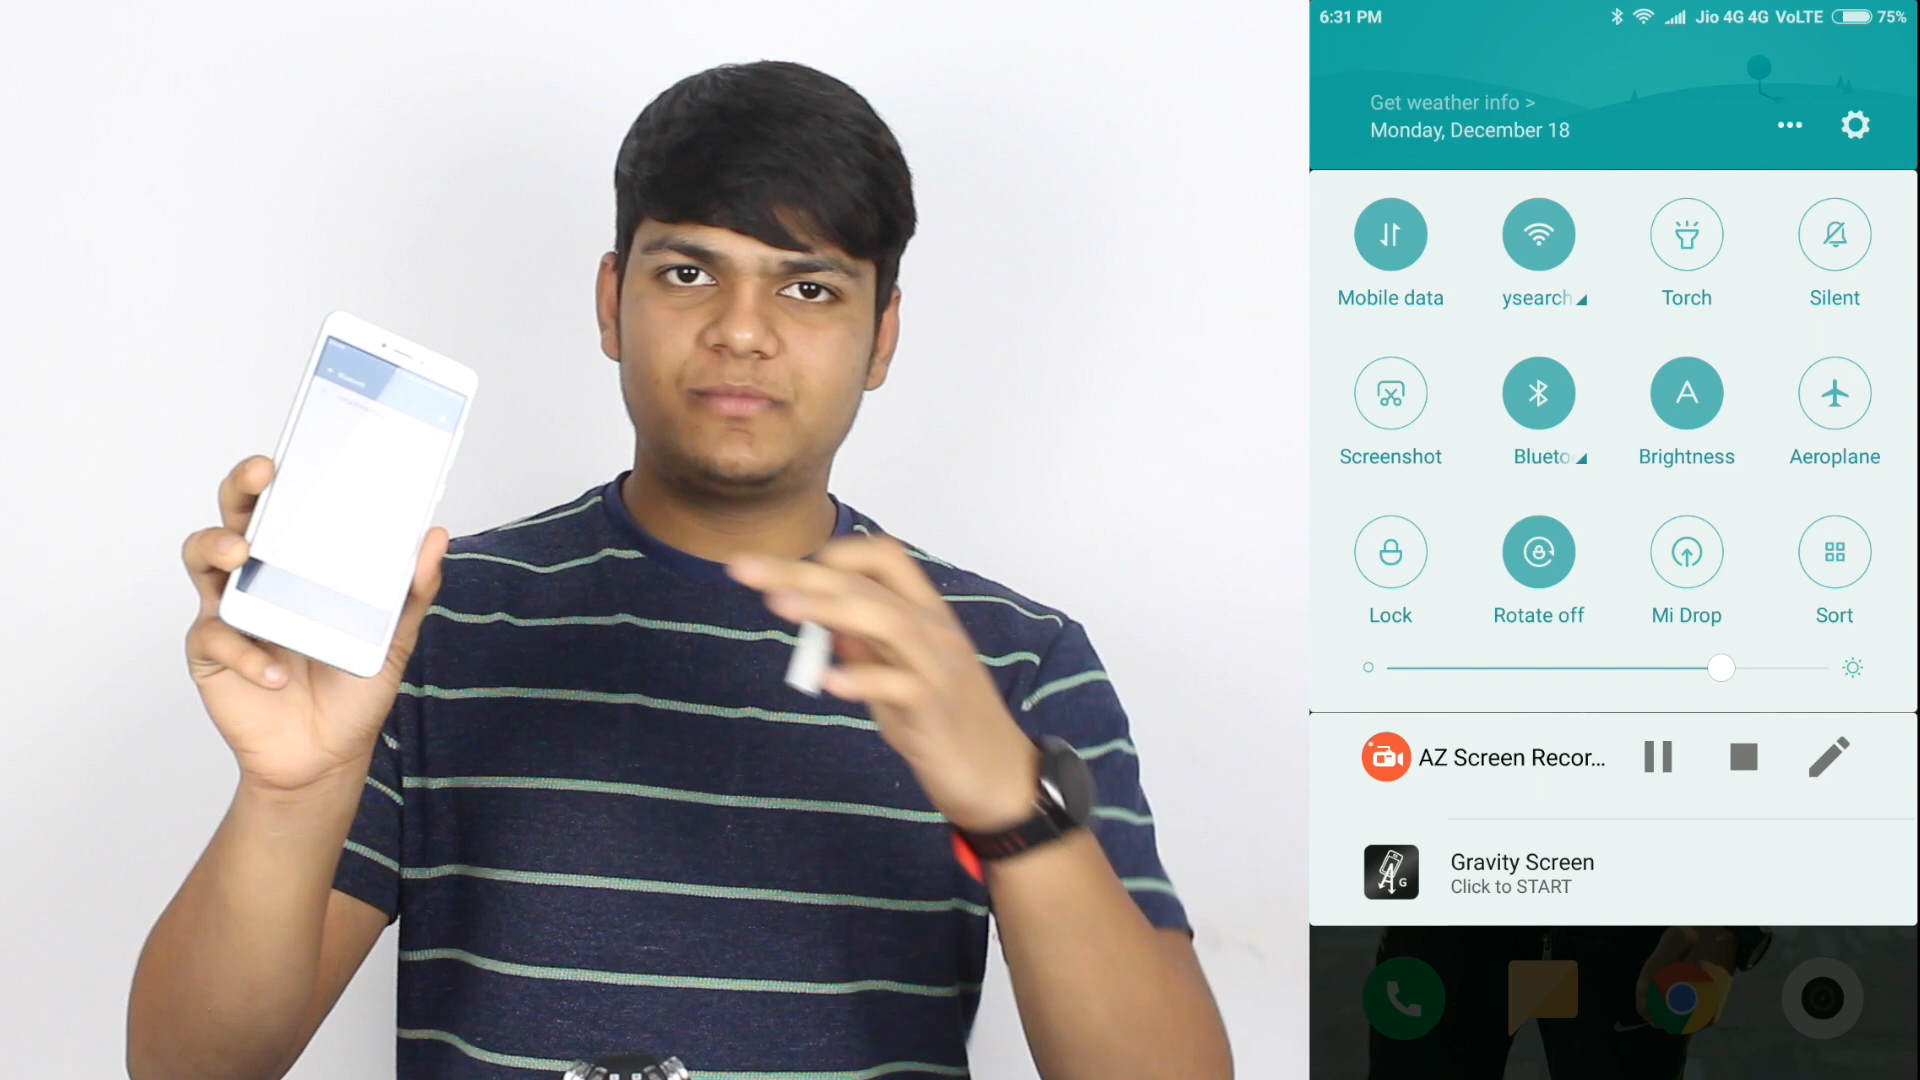 6:31 PM
Jio 4G 4G VoLTE 75%
Get weather info >
Monday, December 18
Mobile data
ysearch
Torch
Silent
Screenshot
Blueto
Brightness
Aeroplane
Lock
Rotate off
Mi Drop
Sort
AZ Screen Recor...
Gravity Screen
Click to START
G
Bluetooth